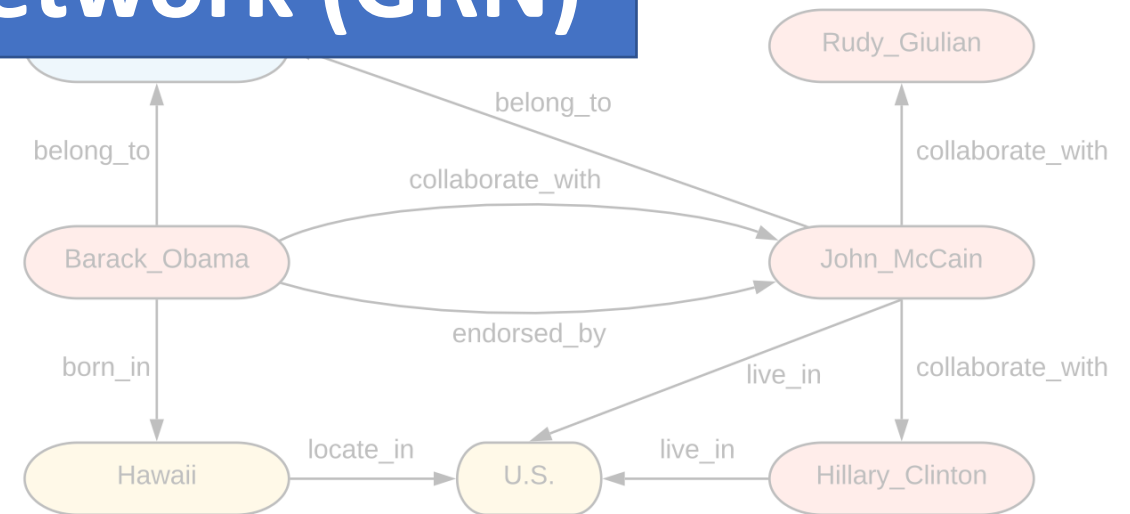 etwork (GRN)
Rudy_Giulian
belong_to
belong_to
collaborate_with
collaborate_with
Barack_Obama
John_McCain
endorsed_by
born_in
live_in
collaborate_with
locate_in
live_in
Hawaii
U.S.
Hillary_Clinton